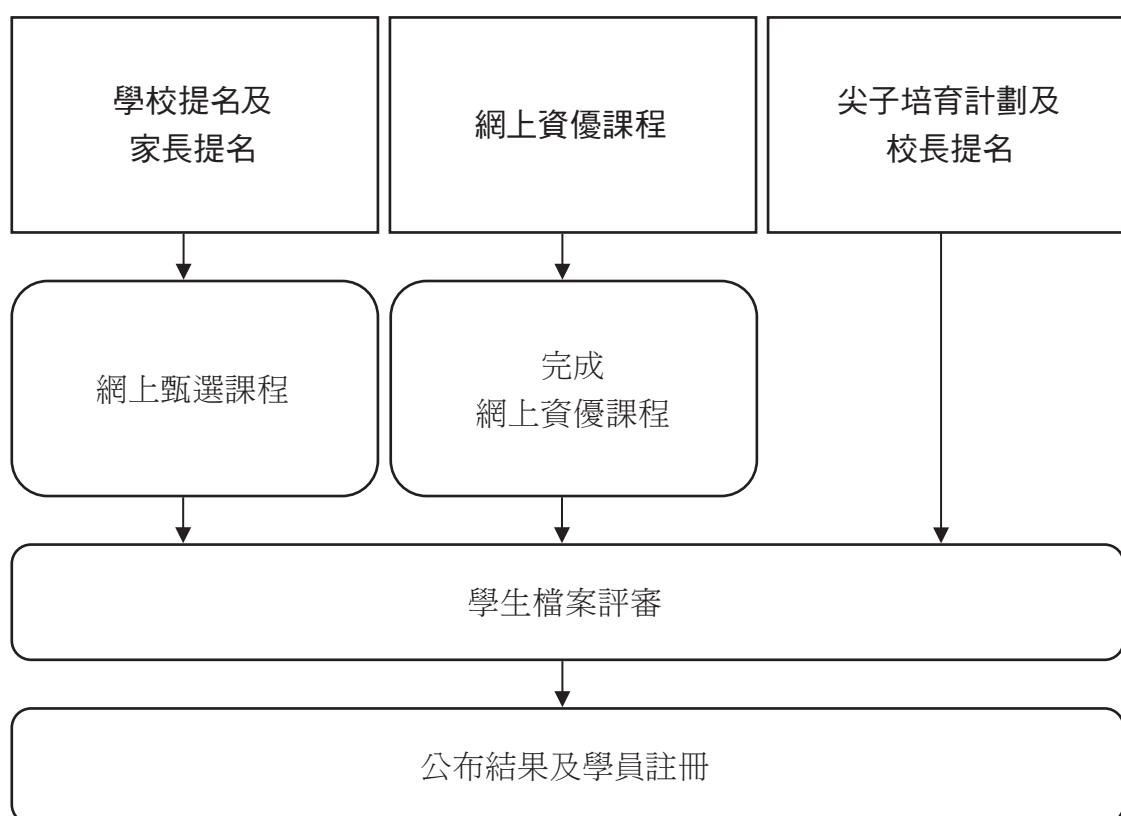 學校提名及
家長提名
網上資優課程
尖子培育計劃及
校長提名
網上甄選課程
完成
網上資優課程
學生檔案評審
公布結果及學員註冊